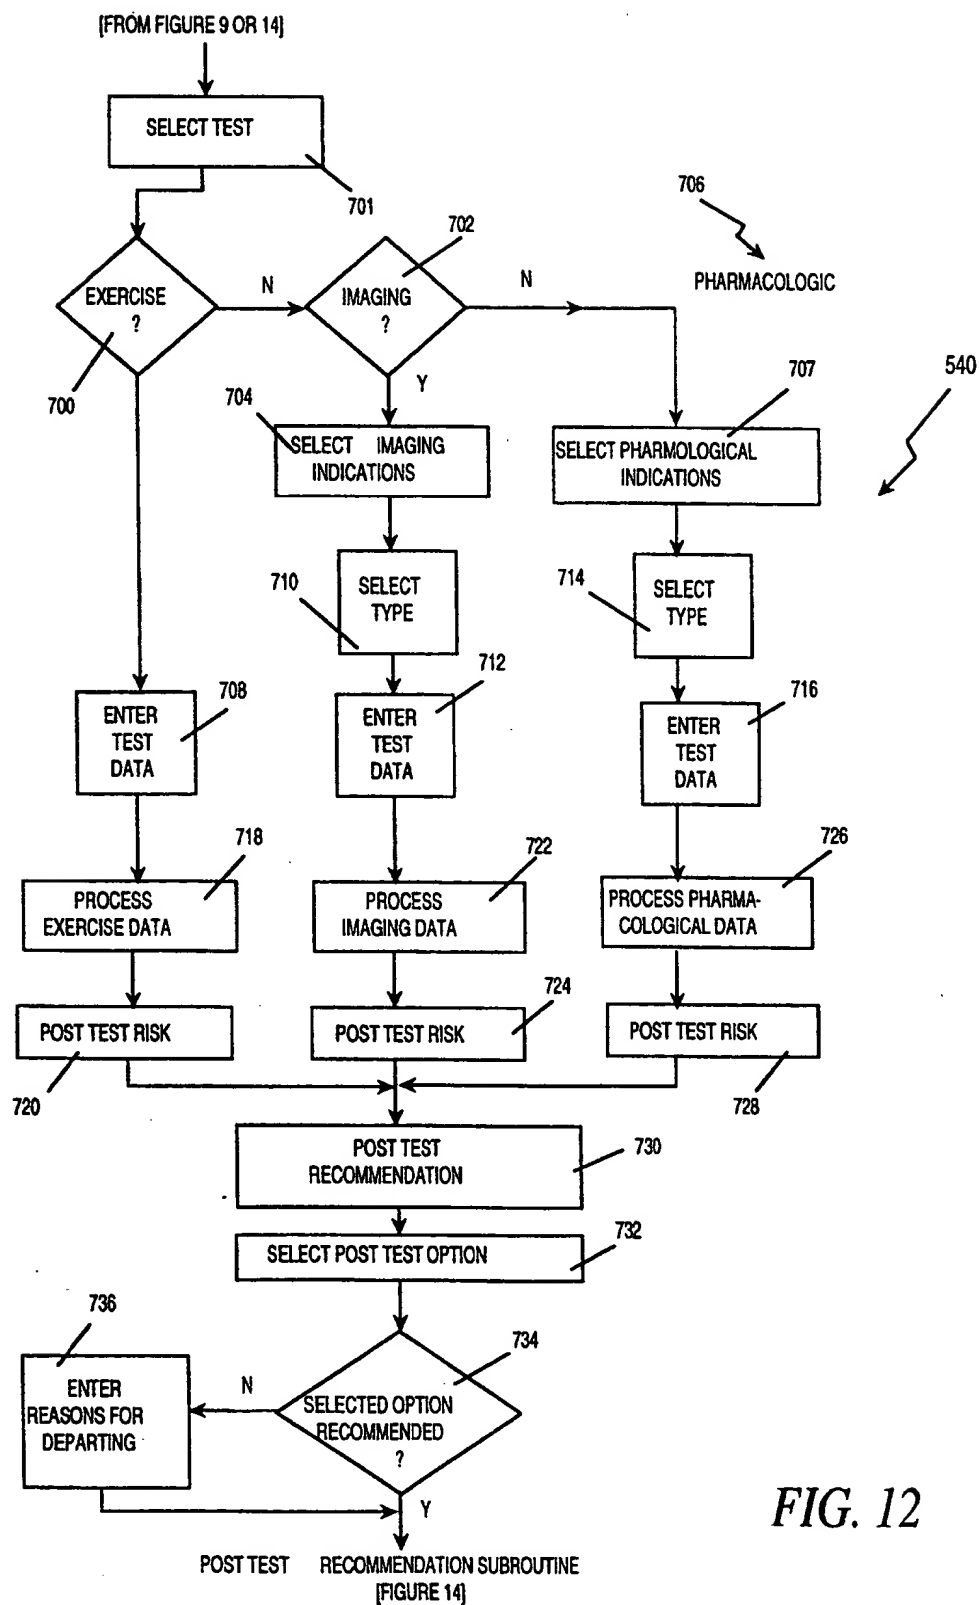 [FROM FIGURE 9 OR 14]
SELECT TEST
701
706
702
EXERCISE
?
N
IMAGING
?
N
PHARMACOLOGIC
700
Y
704
707
540
SELECT IMAGING
INDICATIONS
SELECT PHARMOLOGICAL
INDICATIONS
710
SELECT
TYPE
714
SELECT
TYPE
708
ENTER
TEST
DATA
712
ENTER
TEST
DATA
716
ENTER
TEST
DATA
718
PROCESS
EXERCISE DATA
722
PROCESS
IMAGING DATA
726
PROCESS PHARMA-
COLOGICAL DATA
POST TEST RISK
720
724
POST TEST RISK
POST TEST RISK
728
POST TEST
RECOMMENDATION
730
SELECT POST TEST OPTION
732
736
734
ENTER
REASONS FOR
DEPARTING
N
SELECTED OPTION
RECOMMENDED
?
Y
FIG. 12
POST TEST RECOMMENDATION SUBROUTINE
[FIGURE 14]